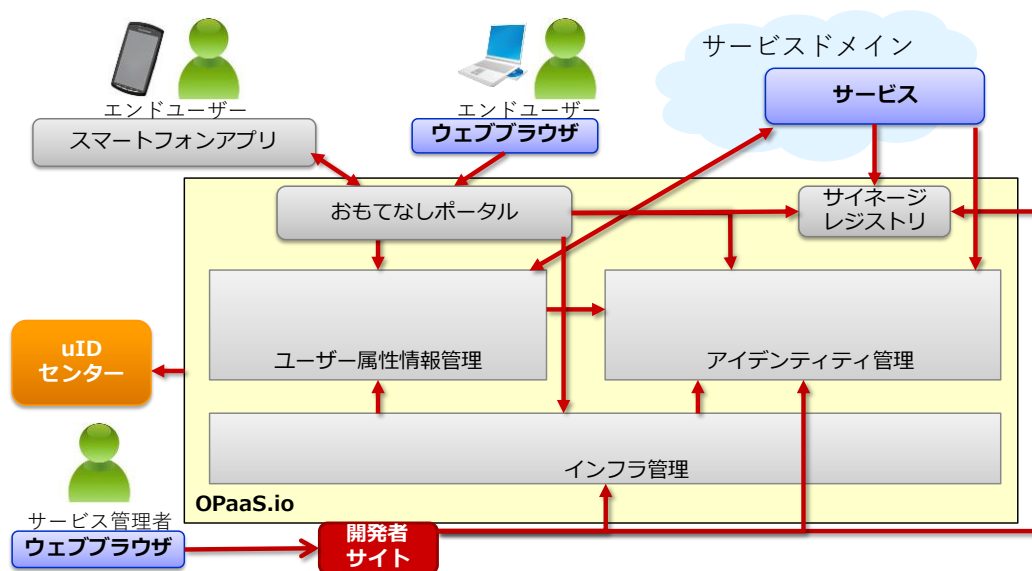 サービスドメイン
サービス
エンドユーザー
スマートフォンアプリ
エンドユーザー
ウェブブラウザ
おもてなしポータル
サイネージ
レジストリ
ユーザー属性情報管理
アイデンティティ管理
uID
センター
インフラ管理
OPaaS.io
サービス管理者
ウェブブラウザ
開発者
サイト